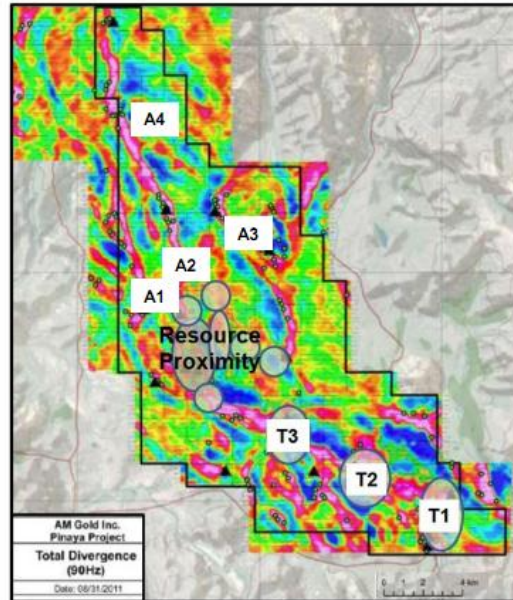 A4
A3
A2
A1
Resource
Proximity
T3
T2
T1
AM Gold Inc.
Pinaya Project
Total Divergence
(90Hz)
Date: 08/31/2011
0 1 2 4 km